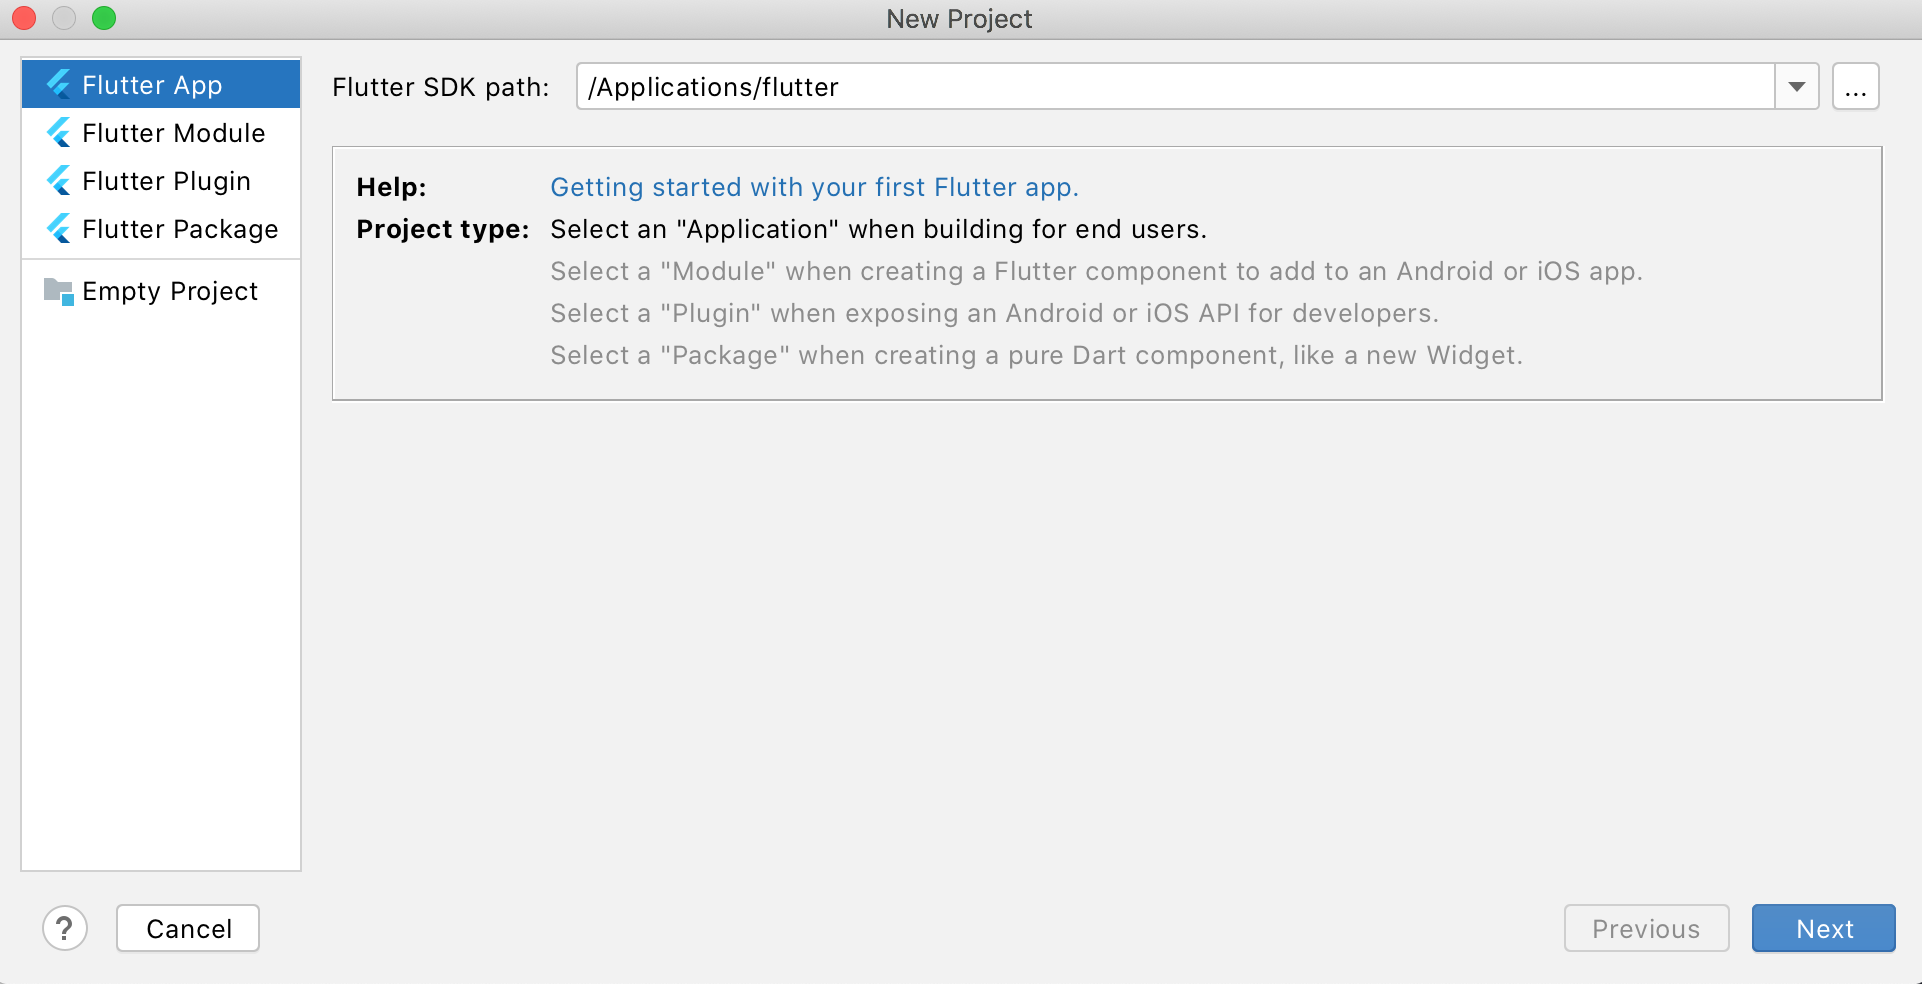 New Project
Flutter App
Flutter Module
Flutter Plugin
Flutter Package
Empty Project
Flutter SDK path: /Applications/flutter ...
Help: Getting started with your first Flutter app.
Project type: Select an "Application" when building for end users.
Select a "Module" when creating a Flutter component to add to an Android or iOS app.
Select a "Plugin" when exposing an Android or iOS API for developers.
Select a "Package" when creating a pure Dart component, like a new Widget.
? Cancel Previous Next